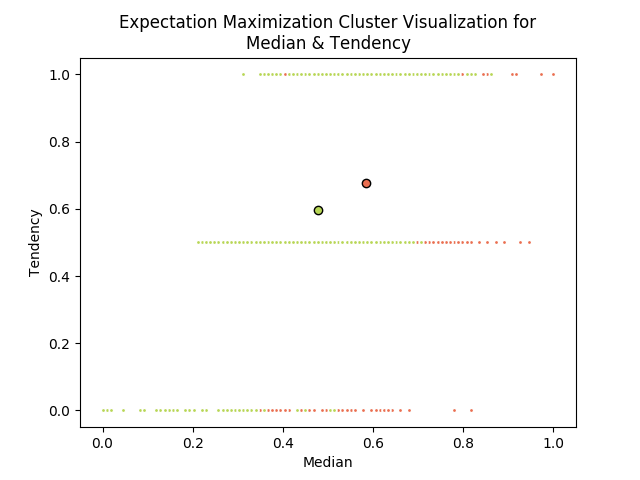 Expectation Maximization Cluster Visualization for
Median & Tendency
1.0
0.8
0.6
0.4
0.2
0.0
Tendency
0.0 0.2 0.4 0.6 0.8 1.0
Median